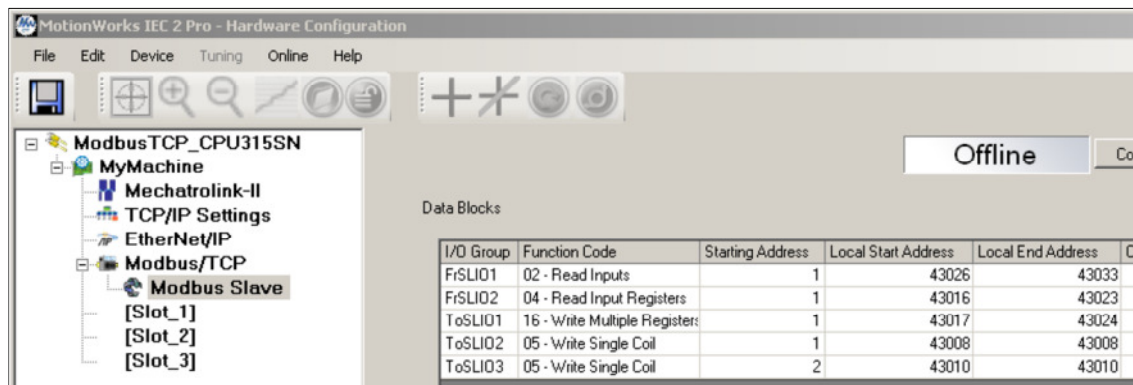 MotionWorks IEC 2 Pro - Hardware Configuration
File Edit Device Tuning Online Help
ModbusTCP_CPU315SN
MyMachine
Mechatrolink-II
TCP/IP Settings
EtherNet/IP
Modbus/TCP
Modbus Slave
[Slot_1]
[Slot_2]
[Slot_3]
Offline Co
Data Blocks
I/O Group Function Code Starting Address Local Start Address Local End Address
FrSLIO1 02 - Read Inputs 1 43026 43033
FrSLIO2 04 - Read Input Registers 1 43016 43023
ToSLIO1 16 - Write Multiple Registers 1 43017 43024
ToSLIO2 05 - Write Single Coil 1 43008 43008
ToSLIO3 05 - Write Single Coil 2 43010 43010